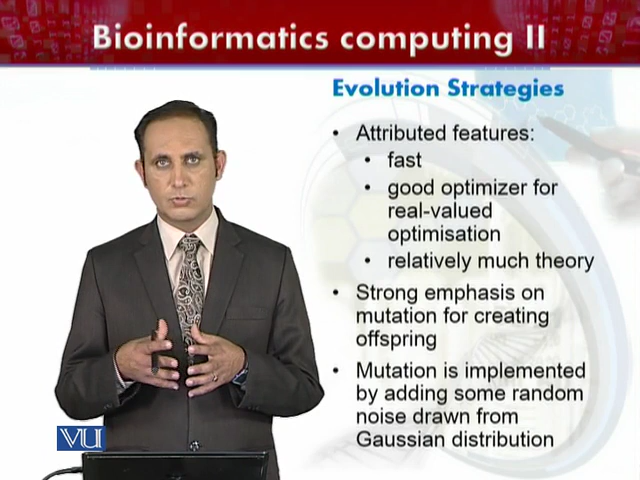 Bioinformatics computing II
Evolution Strategies
• Attributed features:
• fast
• good optimizer for
real-valued
optimisation
• relatively much theory
• Strong emphasis on
mutation for creating
offspring
• Mutation is implemented
by adding some random
noise drawn from
Gaussian distribution
VU